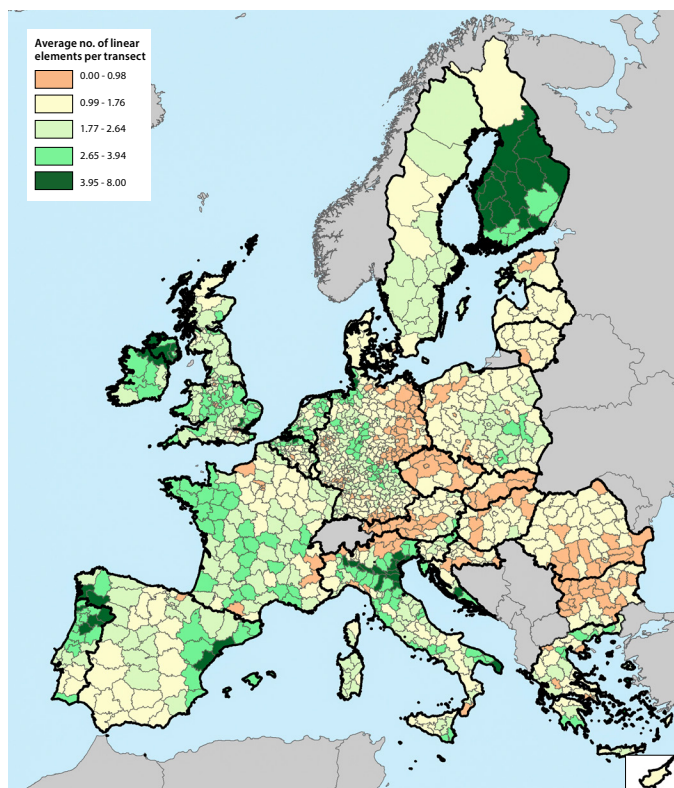 Average no. of linear
elements per transect
0.00 - 0.98
0.99 - 1.76
1.77 - 2.64
2.65 - 3.94
3.95 - 8.00